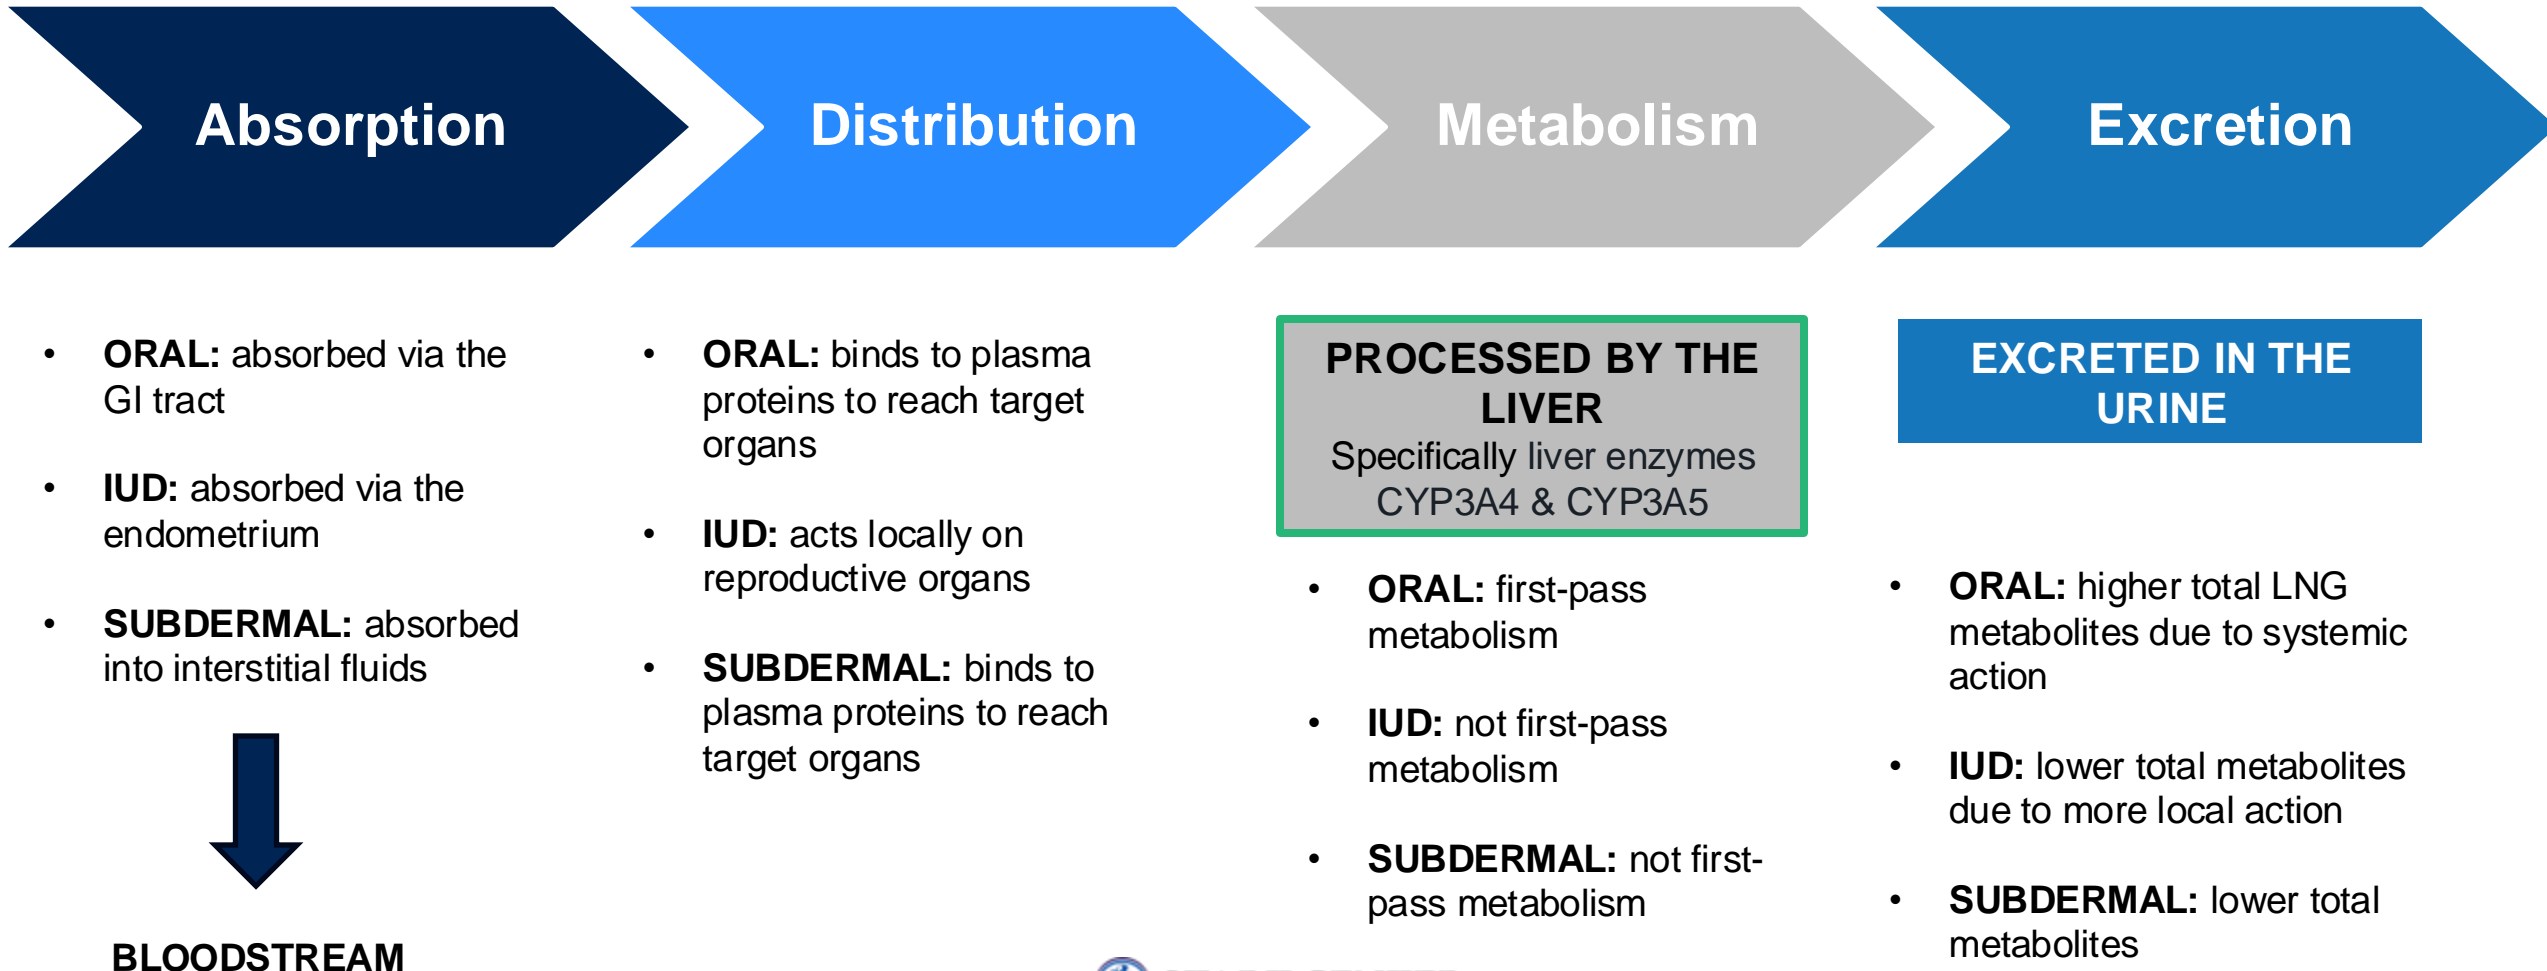 Absorption
Distribution
Metabolism
Excretion
• ORAL: absorbed via the
GI tract
• IUD: absorbed via the
endometrium
• SUBDERMAL: absorbed
into interstitial fluids
BLOODSTREAM
• ORAL: binds to plasma
proteins to reach target
organs
• IUD: acts locally on
reproductive organs
• SUBDERMAL: binds to
plasma proteins to reach
target organs
PROCESSED BY THE
LIVER
Specifically liver enzymes
CYP3A4 & CYP3A5
• ORAL: first-pass
metabolism
• IUD: not first-pass
metabolism
• SUBDERMAL: not first-
pass metabolism
EXCRETED IN THE
URINE
• ORAL: higher total LNG
metabolites due to systemic
action
• IUD: lower total metabolites
due to more local action
• SUBDERMAL: lower total
metabolites